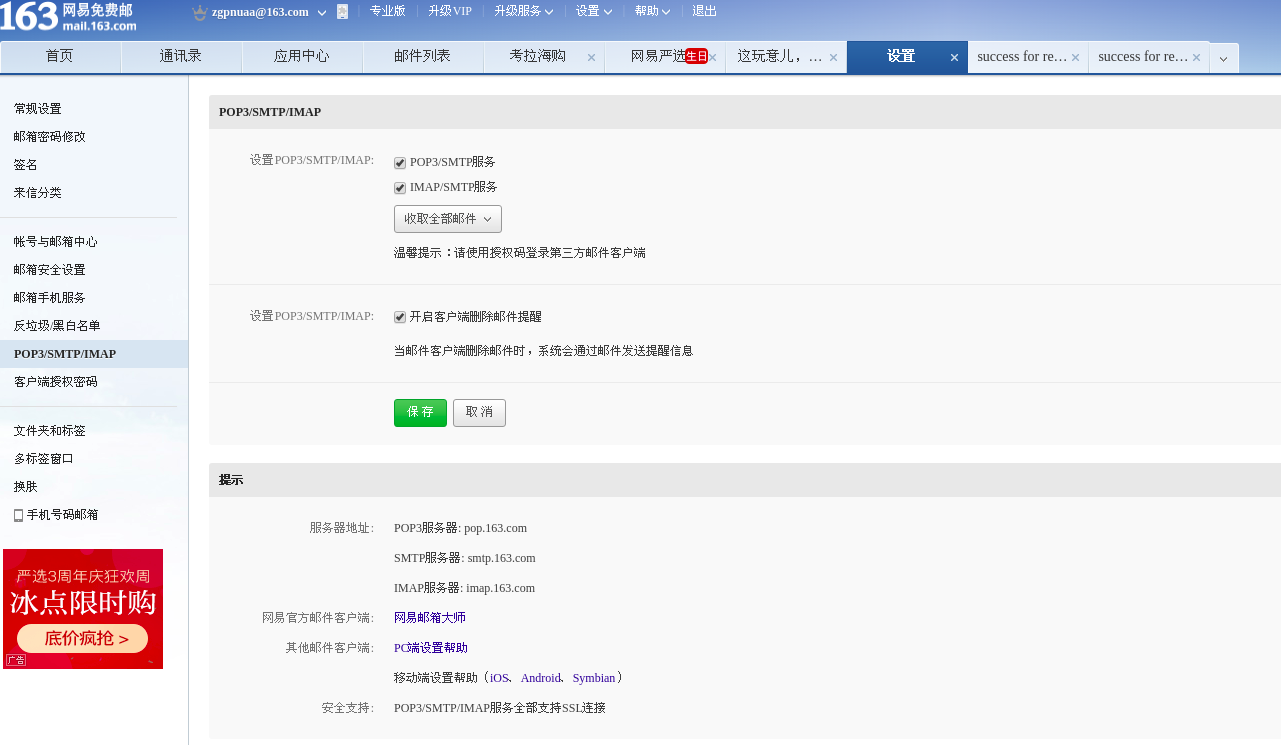 163 网易免费邮
mail.163.com
zgpnuaa@163.com 专业版 升级VIP 升级服务 设置 帮助 退出
首页 通讯录 应用中心 邮件列表 考拉海购 网易严选 生日 这玩意儿，… 设置 success for re… success for re…
常规设置
邮箱密码修改
签名
来信分类
帐号与邮箱中心
邮箱安全设置
邮箱手机服务
反垃圾/黑白名单
POP3/SMTP/IMAP
客户端授权密码
文件夹和标签
多标签窗口
换肤
手机号码邮箱
严选3周年庆狂欢周
冰点限时购
底价疯抢 >
广告
POP3/SMTP/IMAP
设置POP3/SMTP/IMAP: POP3/SMTP服务
IMAP/SMTP服务
收取全部邮件
温馨提示：请使用授权码登录第三方邮件客户端
设置POP3/SMTP/IMAP: 开启客户端删除邮件提醒
当邮件客户端删除邮件时，系统会通过邮件发送提醒信息
保 存 取 消
提示
服务器地址: POP3服务器: pop.163.com
SMTP服务器: smtp.163.com
IMAP服务器: imap.163.com
网易官方邮件客户端: 网易邮箱大师
其他邮件客户端: PC端设置帮助
移动端设置帮助（iOS、Android、Symbian）
安全支持: POP3/SMTP/IMAP服务全部支持SSL连接